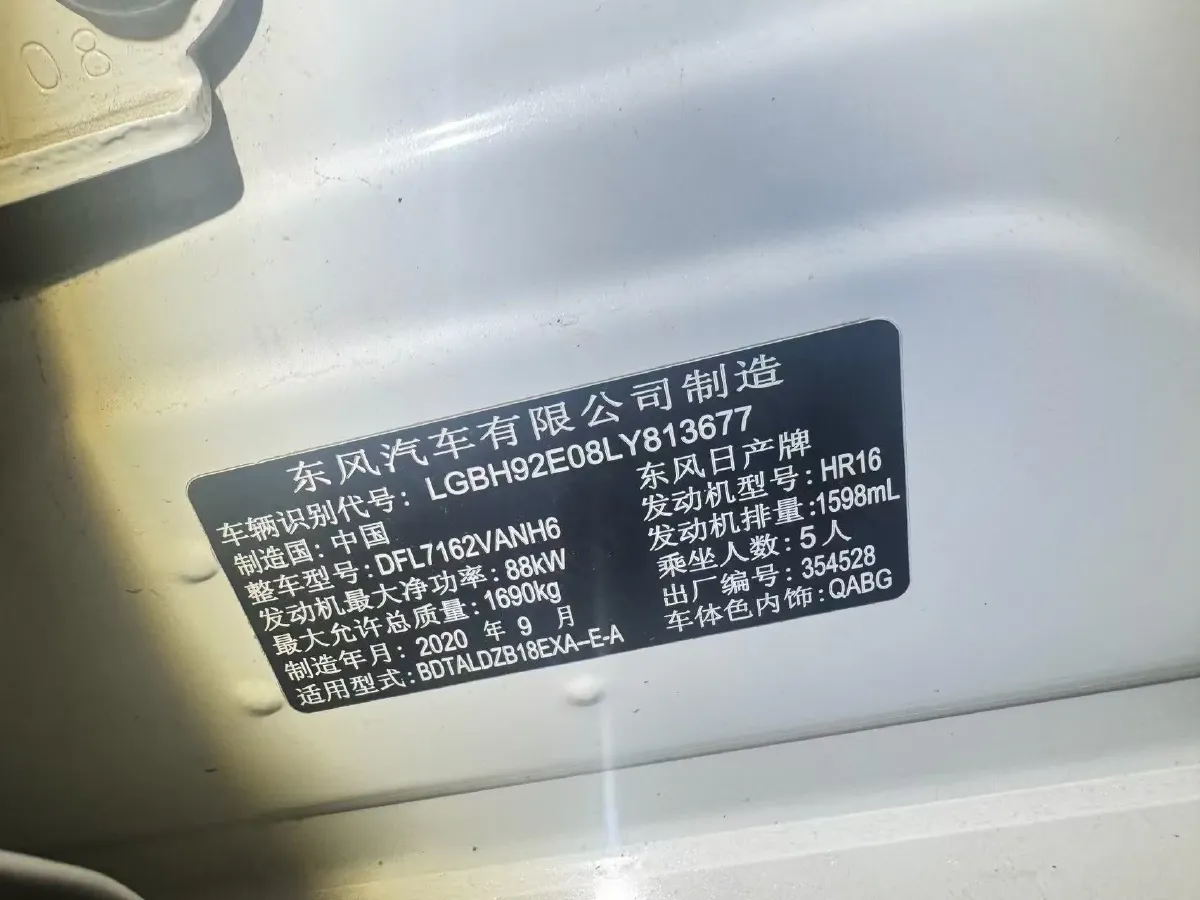 08
东风汽车有限公司制造
车辆识别代号: LGBH92E08LY813677
制造国: 中国
东风日产牌
整车型号: DFL7162VANH6
发动机型号: HR16
发动机最大净功率: 88kW
发动机排量: 1598mL
最大允许总质量: 1690kg
乘坐人数: 5 人
制造年月: 2020 年 9 月
出厂编号: 354528
适用型式: BDTALDZB18EXA-E-A
车体色内饰: QABG